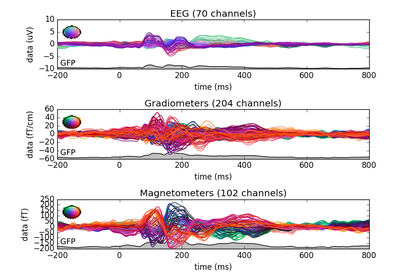 EEG (70 channels)
10
5
0
−5
−10
data (uV)
GFP
−200 0 200 400 600 800
time (ms)
Gradiometers (204 channels)
60
40
20
0
−20
−40
−60
data (fT/cm)
GFP
−200 0 200 400 600 800
time (ms)
Magnetometers (102 channels)
250
200
150
100
50
0
−50
−100
−150
−200
data (fT)
GFP
−200 0 200 400 600 800
time (ms)